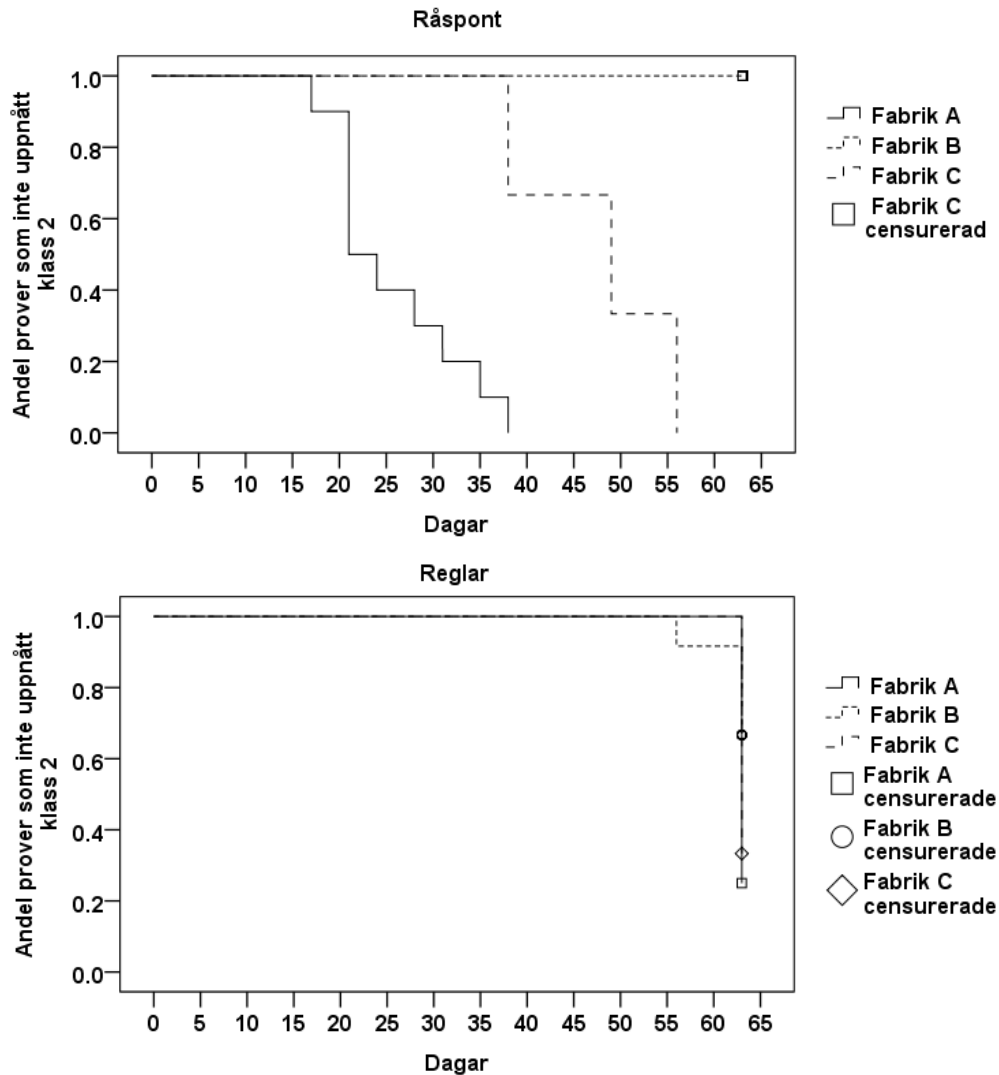 Råspont
Andel prover som inte uppnått
klass 2
1.0
0.8
0.6
0.4
0.2
0.0
0 5 10 15 20 25 30 35 40 45 50 55 60 65
Dagar
Fabrik A
Fabrik B
Fabrik C
Fabrik C
censurerad
Reglar
Andel prover som inte uppnått
klass 2
1.0
0.8
0.6
0.4
0.2
0.0
0 5 10 15 20 25 30 35 40 45 50 55 60 65
Dagar
Fabrik A
Fabrik B
Fabrik C
Fabrik A
censurerade
Fabrik B
censurerade
Fabrik C
censurerade